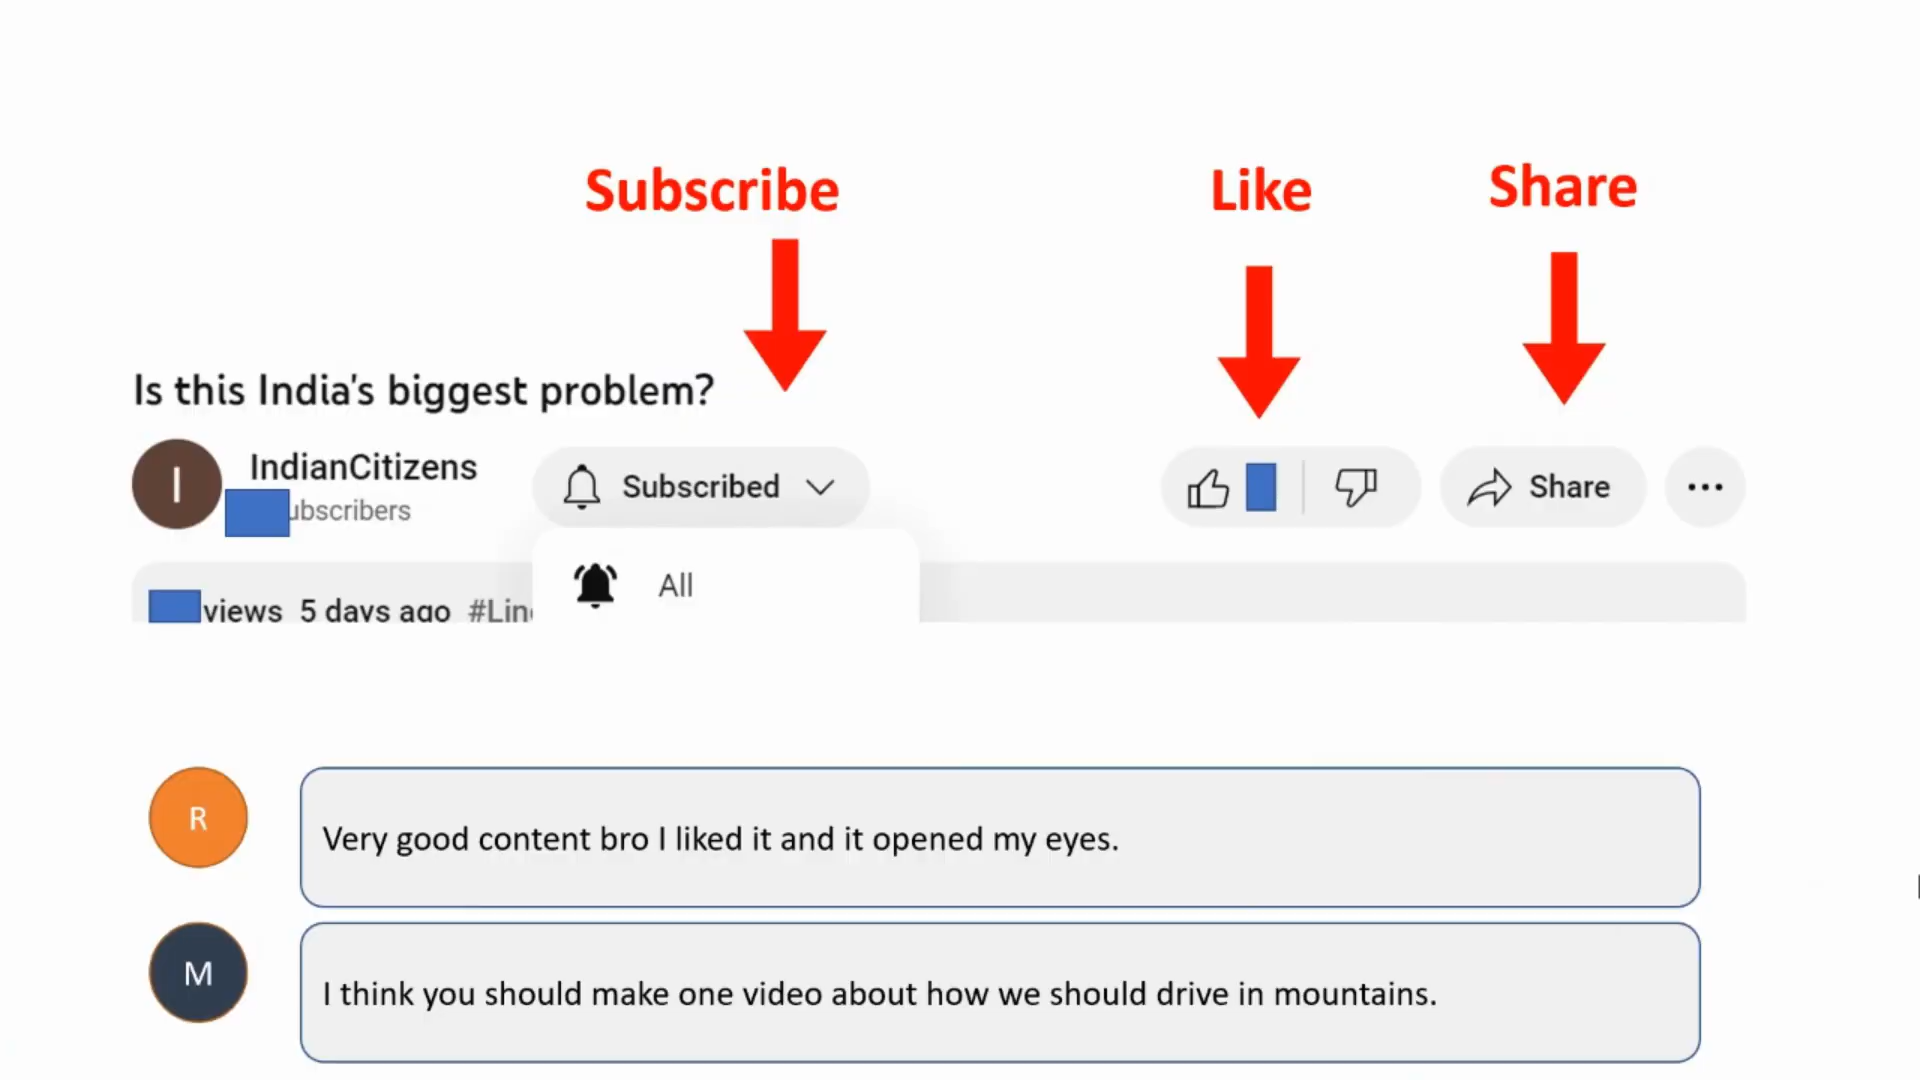 Subscribe
Like
Share
Is this India's biggest problem?
I
IndianCitizens
Subscribed
Share
ubscribers
All
views 5 days ago
R
Very good content bro I liked it and it opened my eyes.
M
I think you should make one video about how we should drive in mountains.